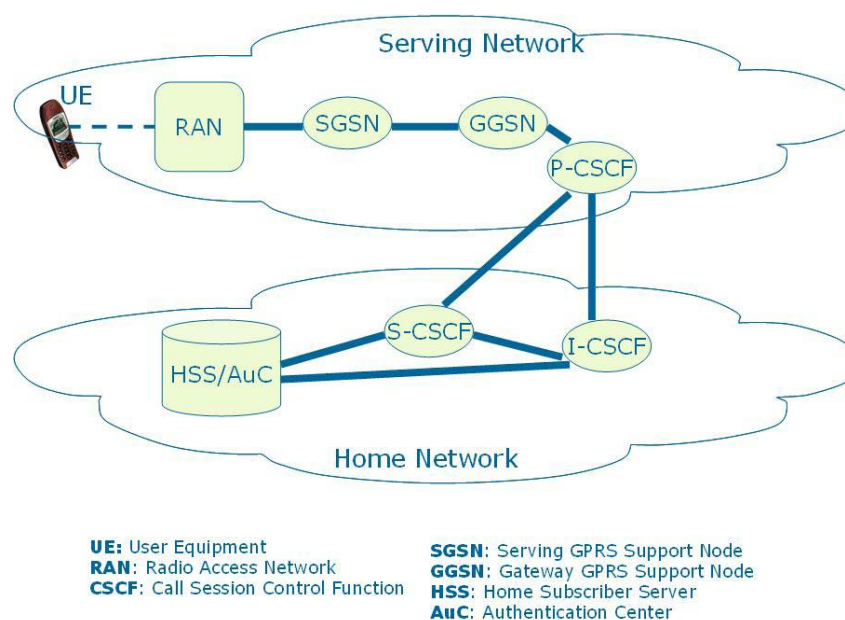 Serving Network
UE
RAN
SGSN
GGSN
P-CSCF
S-CSCF
I-CSCF
HSS/AuC
Home Network
UE: User Equipment
RAN: Radio Access Network
CSCF: Call Session Control Function
SGSN: Serving GPRS Support Node
GGSN: Gateway GPRS Support Node
HSS: Home Subscriber Server
AuC: Authentication Center